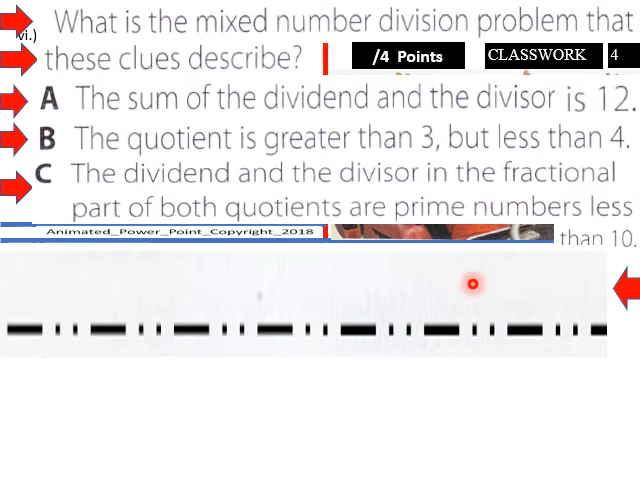 What is the mixed number division problem that
vi.)
these clues describe?
/4 Points
CLASSWORK
4
A The sum of the dividend and the divisor is 12.
B The quotient is greater than 3, but less than 4.
C The dividend and the divisor in the fractional
part of both quotients are prime numbers less
Animated_Power_Point_Copyright_2018
than 10.